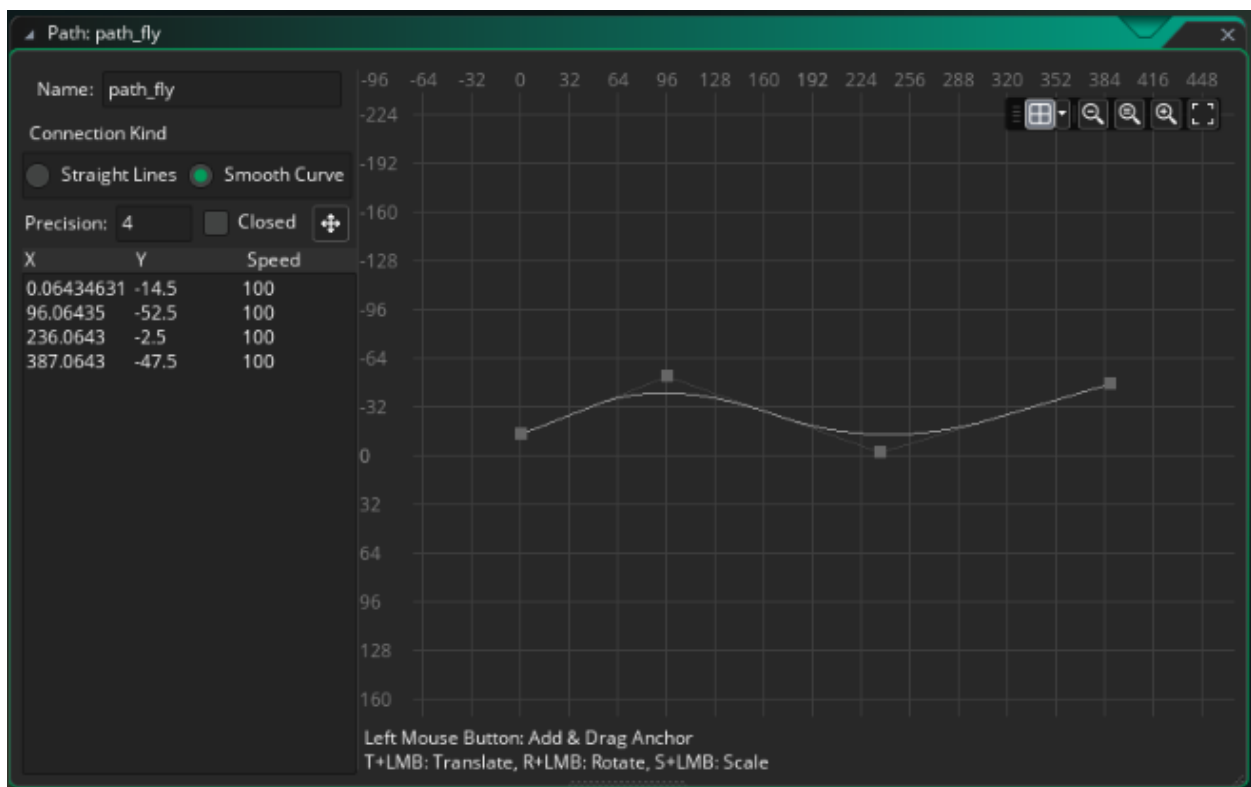 Path: path_fly
Name: path_fly
Connection Kind
Straight Lines Smooth Curve
Precision: 4 Closed
X Y Speed
0.06434631 -14.5 100
96.06435 -52.5 100
236.0643 -2.5 100
387.0643 -47.5 100
-96 -64 -32 0 32 64 96 128 160 192 224 256 288 320 352 384 416 448
-224
-192
-160
-128
-96
-64
-32
0
32
64
96
128
160
Left Mouse Button: Add & Drag Anchor
T+LMB: Translate, R+LMB: Rotate, S+LMB: Scale